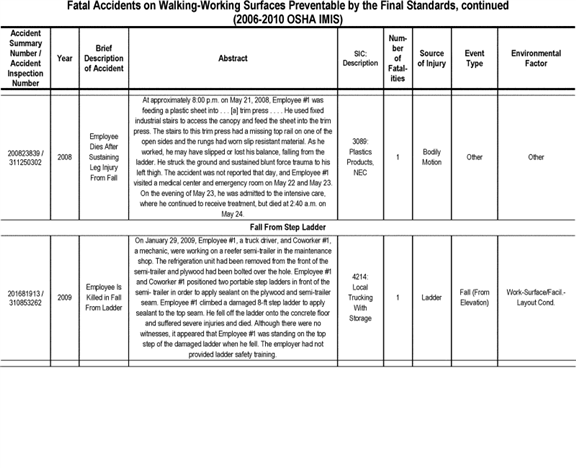 Fatal Accidents on Walking-Working Surfaces Preventable by the Final Standards, continued
(2006-2010 OSHA IMIS)
Accident
Summary
Number /
Accident
Inspection
Number
Year
Brief
Description
of Accident
Abstract
SIC:
Description
Num-
ber
of
Fatal-
ities
Source
of Injury
Event
Type
Environmental
Factor
200823839 /
311250302
2008
Employee
Dies After
Sustaining
Leg Injury
From Fall
At approximately 8:00 p.m. on May 21, 2008, Employee #1 was
feeding a plastic sheet into . . . [a] trim press . . . . He used fixed
industrial stairs to access the canopy and feed the sheet into the trim
press. The stairs to this trim press had a missing top rail on one of the
open sides and the rungs had worn slip resistant material. As he
worked, he may have slipped or lost his balance, falling from the
ladder. He struck the ground and sustained blunt force trauma to his
left thigh. The accident was not reported that day, and Employee #1
visited a medical center and emergency room on May 22 and May 23.
On the evening of May 23, he was admitted to the intensive care,
where he continued to receive treatment, but died at 2:40 a.m. on
May 24.
3089:
Plastics
Products,
NEC
1
Bodily
Motion
Other
Other
Fall From Step Ladder
201681913 /
310853262
2009
Employee Is
Killed in Fall
From Ladder
On January 29, 2009, Employee #1, a truck driver, and Coworker #1,
a mechanic, were working on a reefer semi-trailer in the maintenance
shop. The refrigeration unit had been removed from the front of the
semi-trailer and plywood had been bolted over the hole. Employee #1
and Coworker #1 positioned two portable step ladders in front of the
semi- trailer in order to apply sealant on the plywood and semi-trailer
seam. Employee #1 climbed a damaged 8-ft step ladder to apply
sealant to the top seam. He fell off the ladder onto the concrete floor
and suffered severe injuries and died. Although there were no
witnesses, it appeared that Employee #1 was standing on the top
step of the damaged ladder when he fell. The employer had not
provided ladder safety training.
4214:
Local
Trucking
With
Storage
1
Ladder
Fall (From
Elevation)
Work-Surface/Facil.-
Layout Cond.